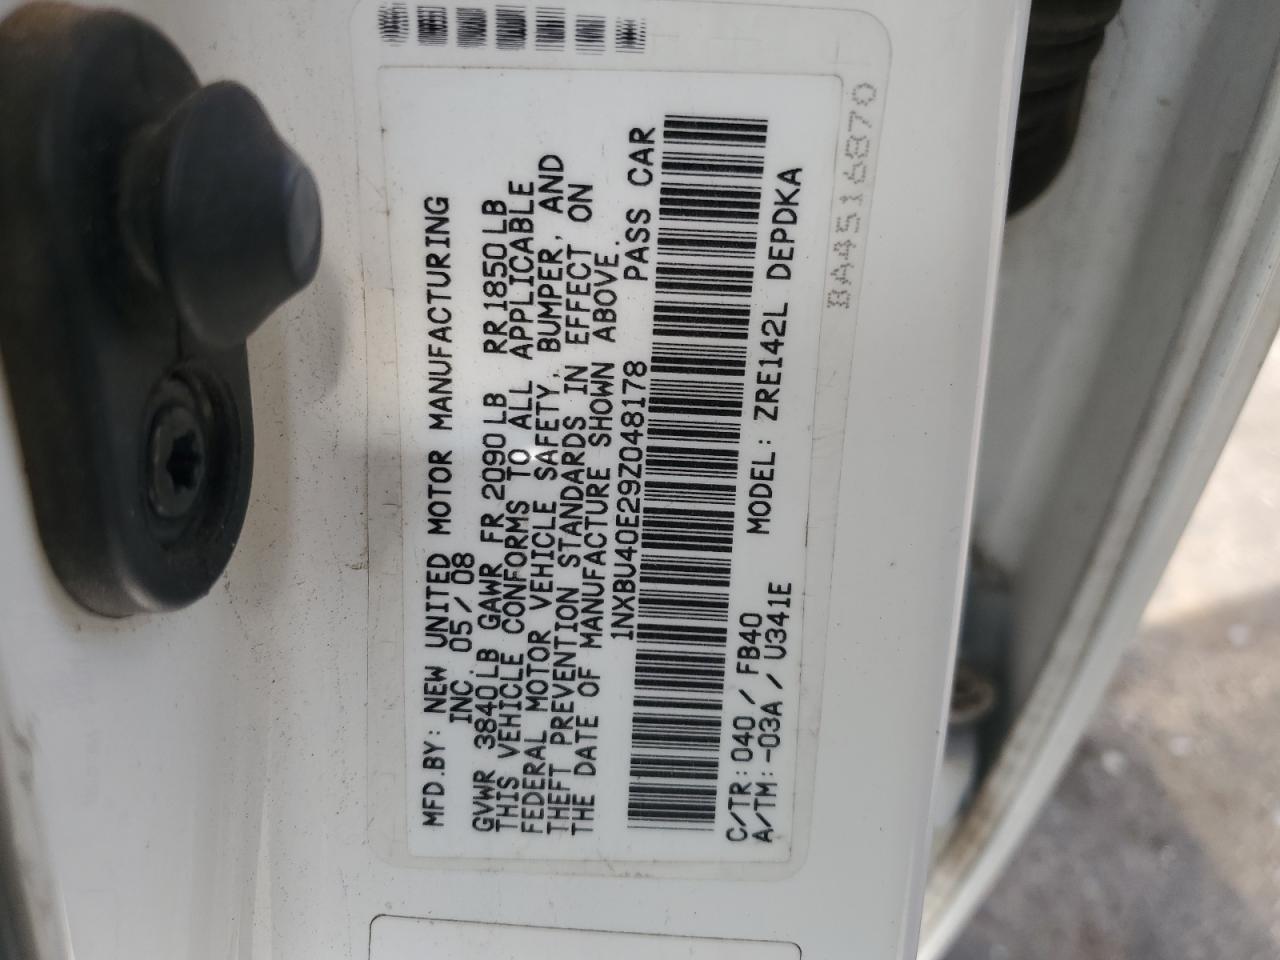 MFD.BY: NEW UNITED MOTOR MANUFACTURING
INC. 05/08
GVWR 3840LB GAWR FR 2090LB RR 1850LB
THIS VEHICLE CONFORMS TO ALL APPLICABLE
FEDERAL MOTOR VEHICLE SAFETY, BUMPER, AND
THEFT PREVENTION STANDARDS IN EFFECT ON
THE DATE OF MANUFACTURE SHOWN ABOVE.
1NXBU40E29Z048178 PASS CAR
C/TR: 040 / FB40 MODEL: ZRE142L DEPDKA
A/TM: -03A / U341E
BA4516870